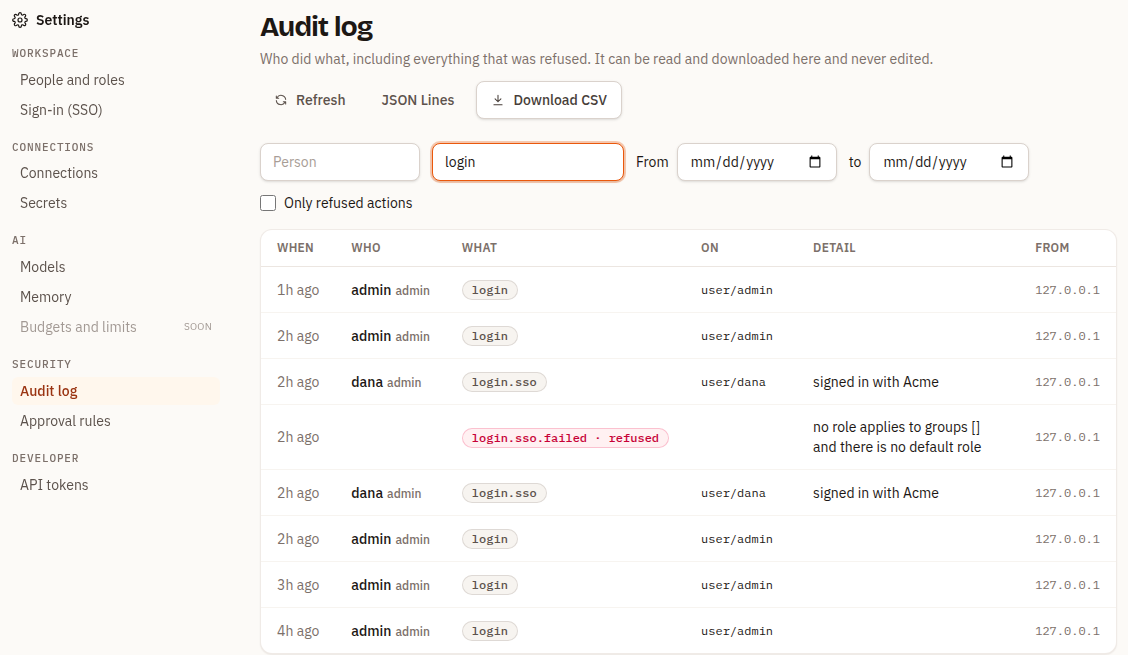 Settings
WORKSPACE
People and roles
Sign-in (SSO)
CONNECTIONS
Connections
Secrets
AI
Models
Memory
Budgets and limits SOON
SECURITY
Audit log
Approval rules
DEVELOPER
API tokens
Audit log
Who did what, including everything that was refused. It can be read and downloaded here and never edited.
Refresh JSON Lines Download CSV
Person login From mm/dd/yyyy to mm/dd/yyyy
Only refused actions
WHEN WHO WHAT ON DETAIL FROM
1h ago admin admin login user/admin 127.0.0.1
2h ago admin admin login user/admin 127.0.0.1
2h ago dana admin login.sso user/dana signed in with Acme 127.0.0.1
2h ago login.sso.failed · refused no role applies to groups [] 127.0.0.1
and there is no default role
2h ago dana admin login.sso user/dana signed in with Acme 127.0.0.1
2h ago admin admin login user/admin 127.0.0.1
3h ago admin admin login user/admin 127.0.0.1
4h ago admin admin login user/admin 127.0.0.1